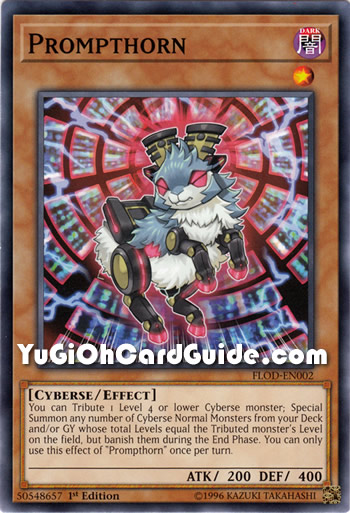 PROMPTHORN
DARK
闇
YuGiOhCardGuide.com
FLOD-EN002
[CYBERSE/EFFECT]
You can Tribute 1 Level 4 or lower Cyberse monster; Special
Summon any number of Cyberse Normal Monsters from your Deck
and/or GY whose total Levels equal the Tributed monster's Level
on the field, but banish them during the End Phase. You can only
use this effect of "Prompthorn" once per turn.
ATK/ 200 DEF/ 400
50548657 1st Edition ©1996 KAZUKI TAKAHASHI